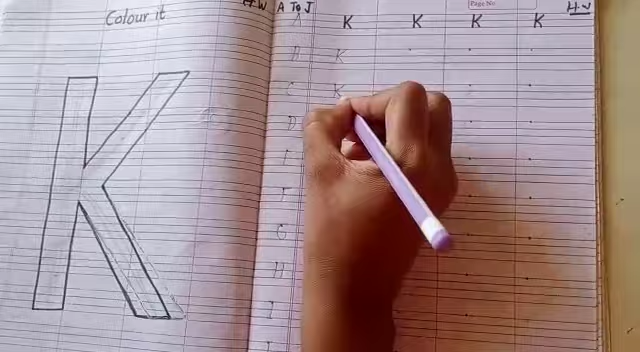 Colour it
K
H.W
A To J
Page No.
H.W
A K K K K
B K
C K
D
G
H
I